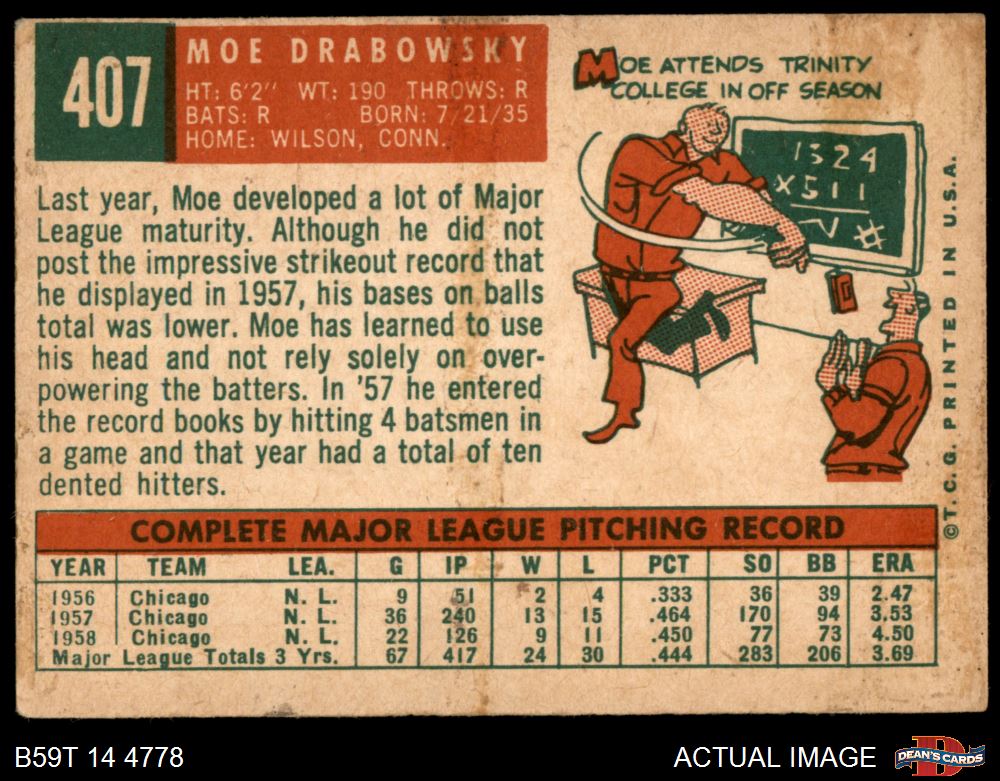 407
MOE DRABOWSKY
HT: 6'2" WT: 190 THROWS: R
BATS: R BORN: 7/21/35
HOME: WILSON, CONN.
MOE ATTENDS TRINITY
COLLEGE IN OFF SEASON
1324
X511
Last year, Moe developed a lot of Major
League maturity. Although he did not
post the impressive strikeout record that
he displayed in 1957, his bases on balls
total was lower. Moe has learned to use
his head and not rely solely on over-
powering the batters. In '57 he entered
the record books by hitting 4 batsmen in
a game and that year had a total of ten
dented hitters.
©T. C. G. PRINTED IN U.S.A.
COMPLETE MAJOR LEAGUE PITCHING RECORD
YEAR TEAM LEA. G IP W L PCT SO BB ERA
1956 Chicago N. L. 9 51 2 4 .333 36 39 2.47
1957 Chicago N. L. 36 240 13 15 .464 170 94 3.53
1958 Chicago N. L. 22 126 9 11 .450 77 73 4.50
Major League Totals 3 Yrs. 67 417 24 30 .444 283 206 3.69
B59T 14 4778
ACTUAL IMAGE
DEAN'S CARDS